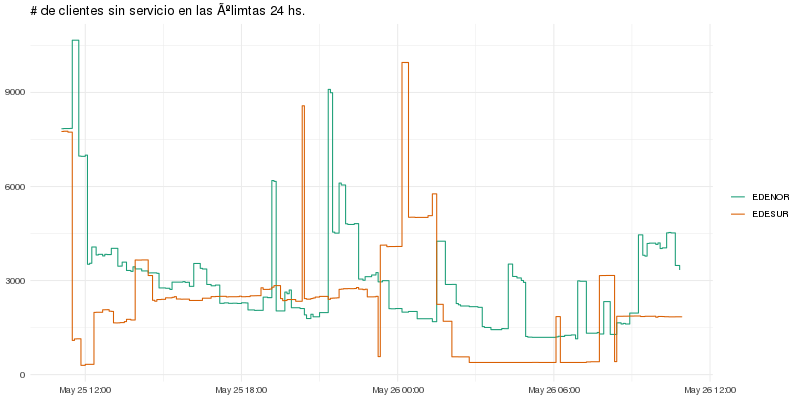 # de clientes sin servicio en las Ãºlimtas 24 hs.
9000
6000
3000
0
May 25 12:00
May 25 18:00
May 26 00:00
May 26 06:00
May 26 12:00
EDENOR
EDESUR